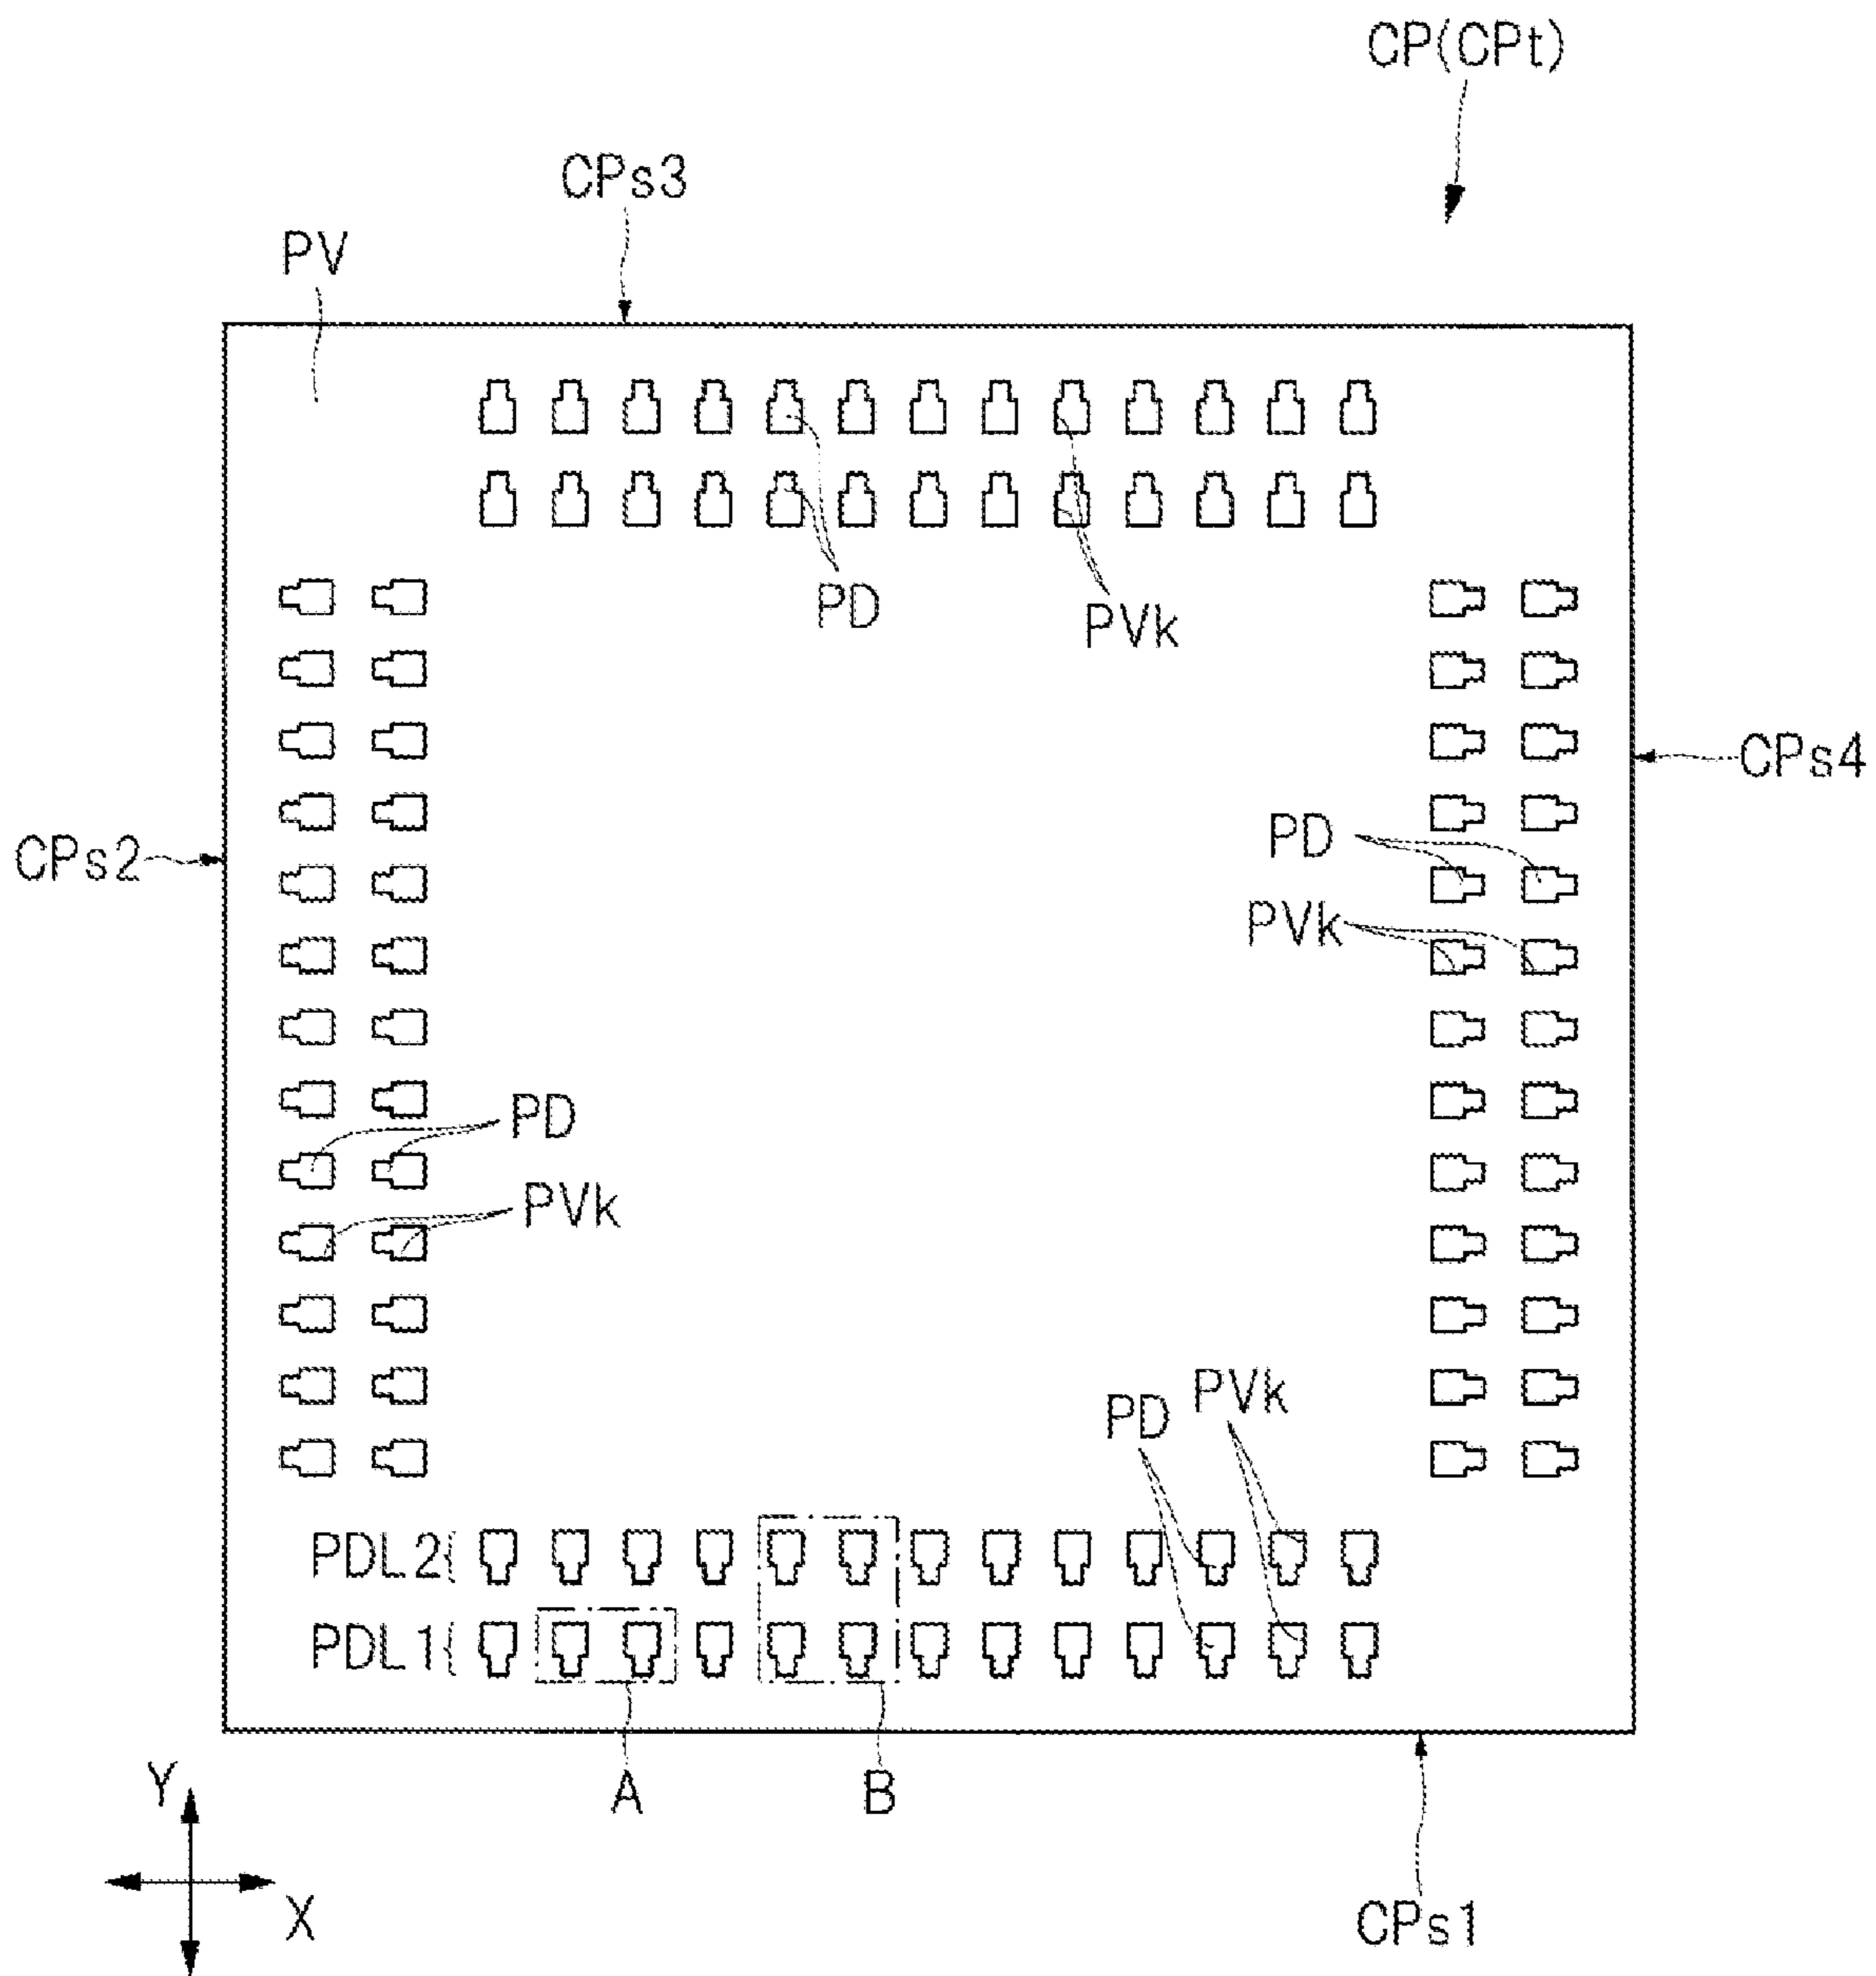 CP(CPt)
CPs3
PV
PD
PVk
CPs4
CPs2
PD
PVk
PD
PVk
PVk
PD
PDL2
PDL1
A
B
Y
X
CPs1